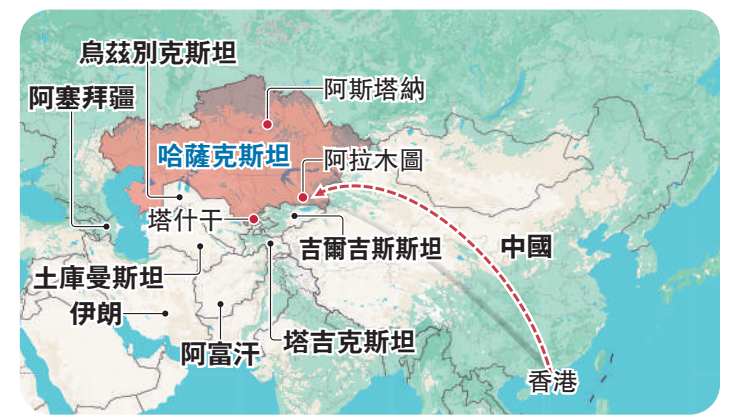 烏茲別克斯坦
阿塞拜疆
阿斯塔納
哈薩克斯坦
阿拉木圖
塔什干
吉爾吉斯斯坦
中國
土庫曼斯坦
伊朗
阿富汗
塔吉克斯坦
香港